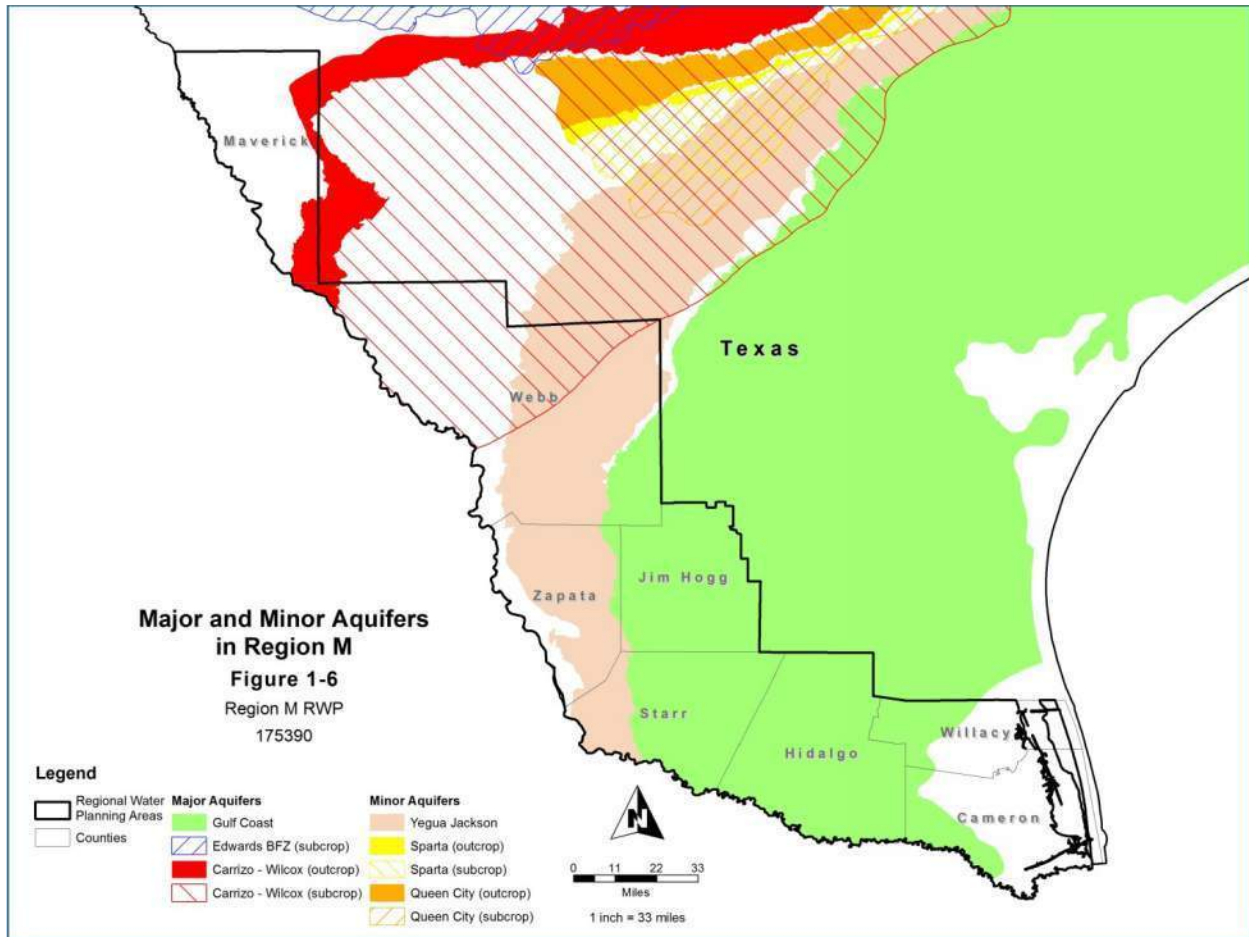 Maverick
Texas
Webb
Jim Hogg
Zapata
Major and Minor Aquifers
in Region M
Figure 1-6
Region M RWP
175390
Starr
Willacy
Hidalgo
Cameron
Legend
Regional Water
Planning Areas
Counties
Major Aquifers
Gulf Coast
Edwards BFZ (subcrop)
Carrizo - Wilcox (outcrop)
Carrizo - Wilcox (subcrop)
Minor Aquifers
Yegua Jackson
Sparta (outcrop)
Sparta (subcrop)
Queen City (outcrop)
Queen City (subcrop)
N
0 11 22 33
Miles
1 inch = 33 miles